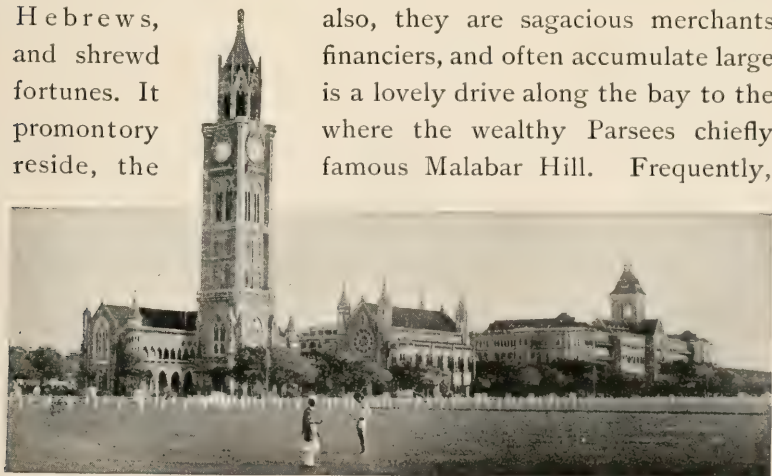 Hebrews, also, they are sagacious merchants
and shrewd financiers, and often accumulate large
fortunes. It is a lovely drive along the bay to the
promontory where the wealthy Parsees chiefly
reside, the famous Malabar Hill. Frequently,